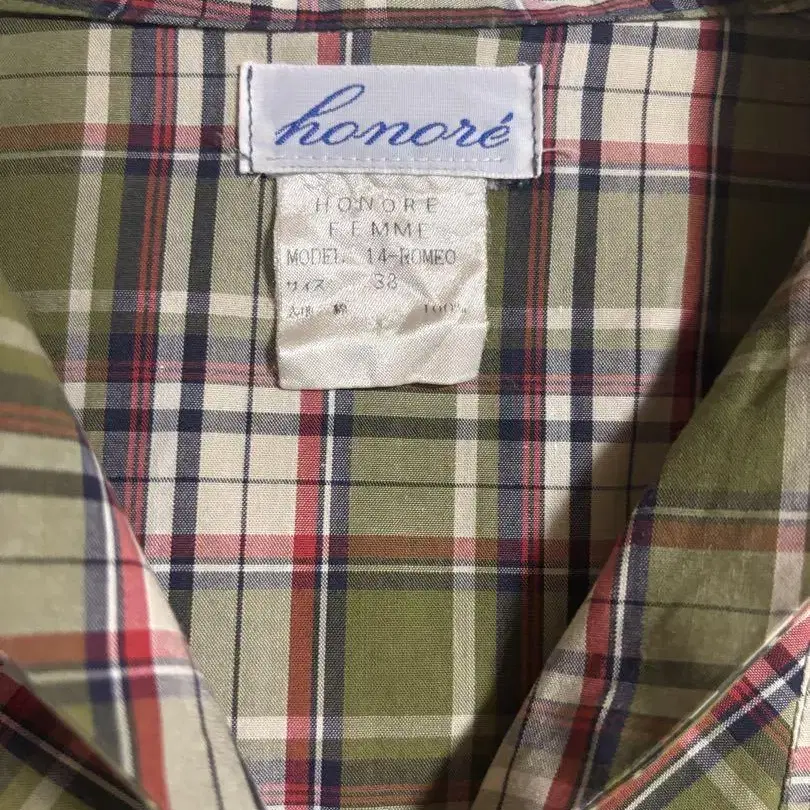 honoré
HONORE
FEMME
MODEL 14-ROMEO
サイズ 38
表地 綿 100%